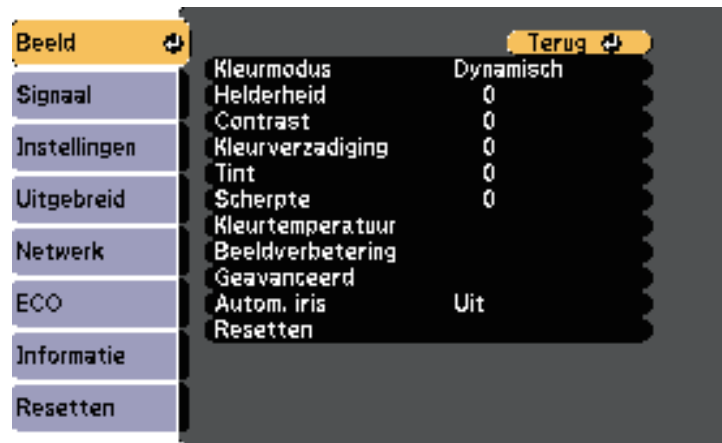 Beeld
Signaal
Instellingen
Uitgebreid
Netwerk
ECO
Informatie
Resetten
Terug
Kleurmodus Dynamisch
Helderheid 0
Contrast 0
Kleurverzadiging 0
Tint 0
Scherpte 0
Kleurtemperatuur
Beeldverbetering
Geavanceerd
Autom. iris Uit
Resetten